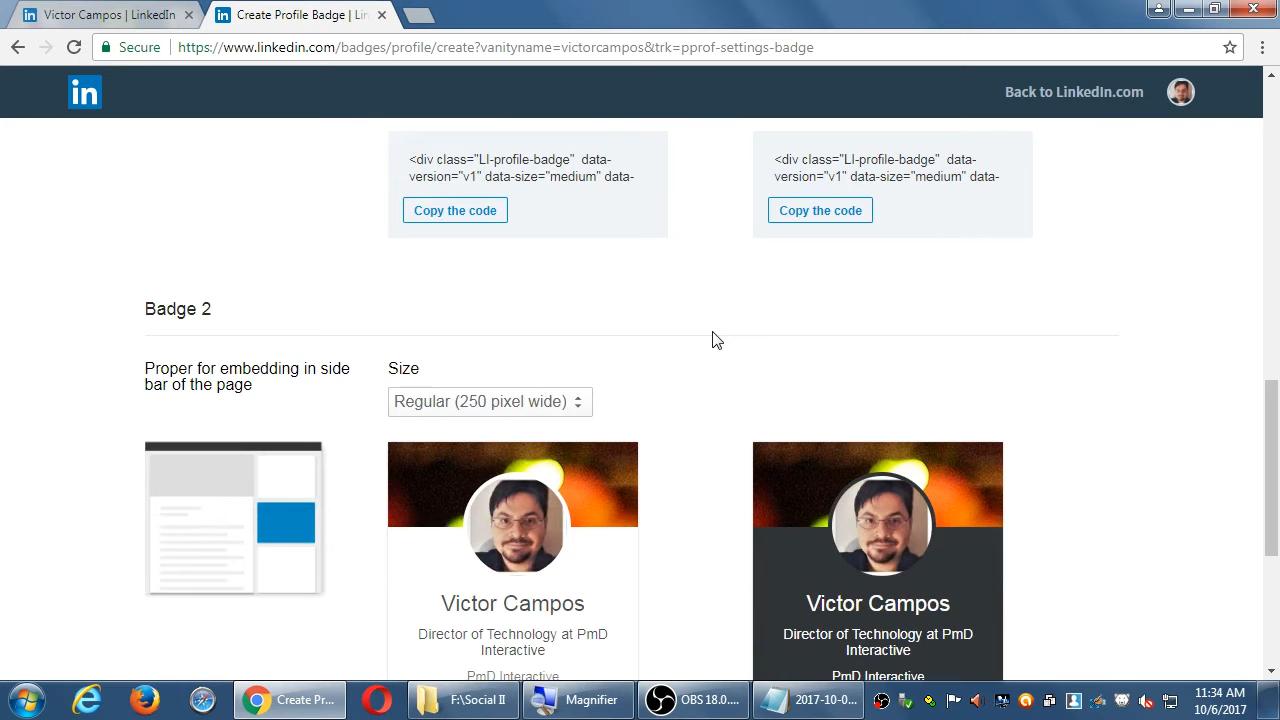 Victor Campos | LinkedIn
Create Profile Badge | Lin
Secure
https://www.linkedin.com/badges/profile/create?vanityname=victorcampos&trk=pprof-settings-badge
in
Back to LinkedIn.com
<div class="LI-profile-badge"  data-
version="v1" data-size="medium" data-
Copy the code
<div class="LI-profile-badge"  data-
version="v1" data-size="medium" data-
Copy the code
Badge 2
Proper for embedding in side
bar of the page
Size
Regular (250 pixel wide)
Victor Campos
Director of Technology at PmD
Interactive
PmD Interactive
Victor Campos
Director of Technology at PmD
Interactive
PmD Interactive
Create Pr...
F:\Social II
Magnifier
OBS 18.0....
2017-10-0...
11:34 AM
10/6/2017